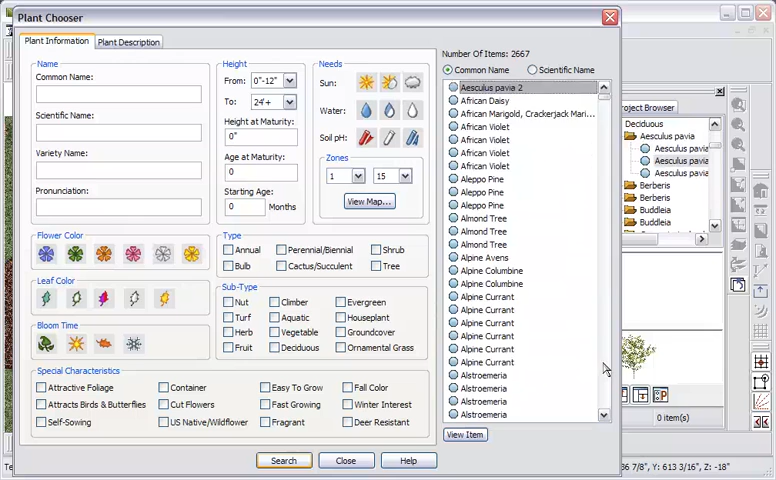 Plant Chooser
Plant Information
Plant Description
Name
Common Name:
Scientific Name:
Variety Name:
Pronunciation:
Height
From:
0"-12"
To:
24'+
Height at Maturity:
0"
Age at Maturity:
0
Starting Age:
0
Months
Needs
Sun:
Water:
Soil pH:
Zones
1
15
View Map...
Flower Color
Leaf Color
Bloom Time
Type
Annual
Perennial/Biennial
Shrub
Bulb
Cactus/Succulent
Tree
Sub-Type
Nut
Climber
Evergreen
Turf
Aquatic
Houseplant
Herb
Vegetable
Groundcover
Fruit
Deciduous
Ornamental Grass
Special Characteristics
Attractive Foliage
Container
Easy To Grow
Fall Color
Attracts Birds & Butterflies
Cut Flowers
Fast Growing
Winter Interest
Self-Sowing
US Native/Wildflower
Fragrant
Deer Resistant
Search
Close
Help
Number Of Items: 2667
Common Name
Scientific Name
Aesculus pavia 2
African Daisy
African Marigold, Crackerjack Mari...
African Violet
African Violet
African Violet
African Violet
Aleppo Pine
Aleppo Pine
Aleppo Pine
Almond Tree
Almond Tree
Almond Tree
Alpine Avens
Alpine Columbine
Alpine Columbine
Alpine Currant
Alpine Currant
Alpine Currant
Alpine Currant
Alpine Currant
Alpine Currant
Alstroemeria
Alstroemeria
Alstroemeria
Alstroemeria
View Item
roject Browser
Deciduous
Aesculus pavia
Aesculus pavia
Aesculus pavia
Aesculus pavia
Berberis
Berberis
Buddleia
Buddleia
0 item(s)
36 7/8", Y: 613 3/16", Z: -18"